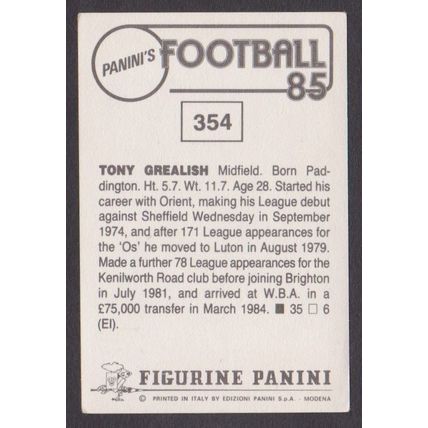 PANINI'S FOOTBALL
85
354
TONY GREALISH Midfield. Born Pad-
dington. Ht. 5.7. Wt. 11.7. Age 28. Started his
career with Orient, making his League debut
against Sheffield Wednesday in September
1974, and after 171 League appearances for
the 'Os' he moved to Luton in August 1979.
Made a further 78 League appearances for the
Kenilworth Road club before joining Brighton
in July 1981, and arrived at W.B.A. in a
£75,000 transfer in March 1984. ■ 35 □ 6
(EI).
FIGURINE PANINI
© PRINTED IN ITALY BY EDIZIONI PANINI S.p.A. - MODENA